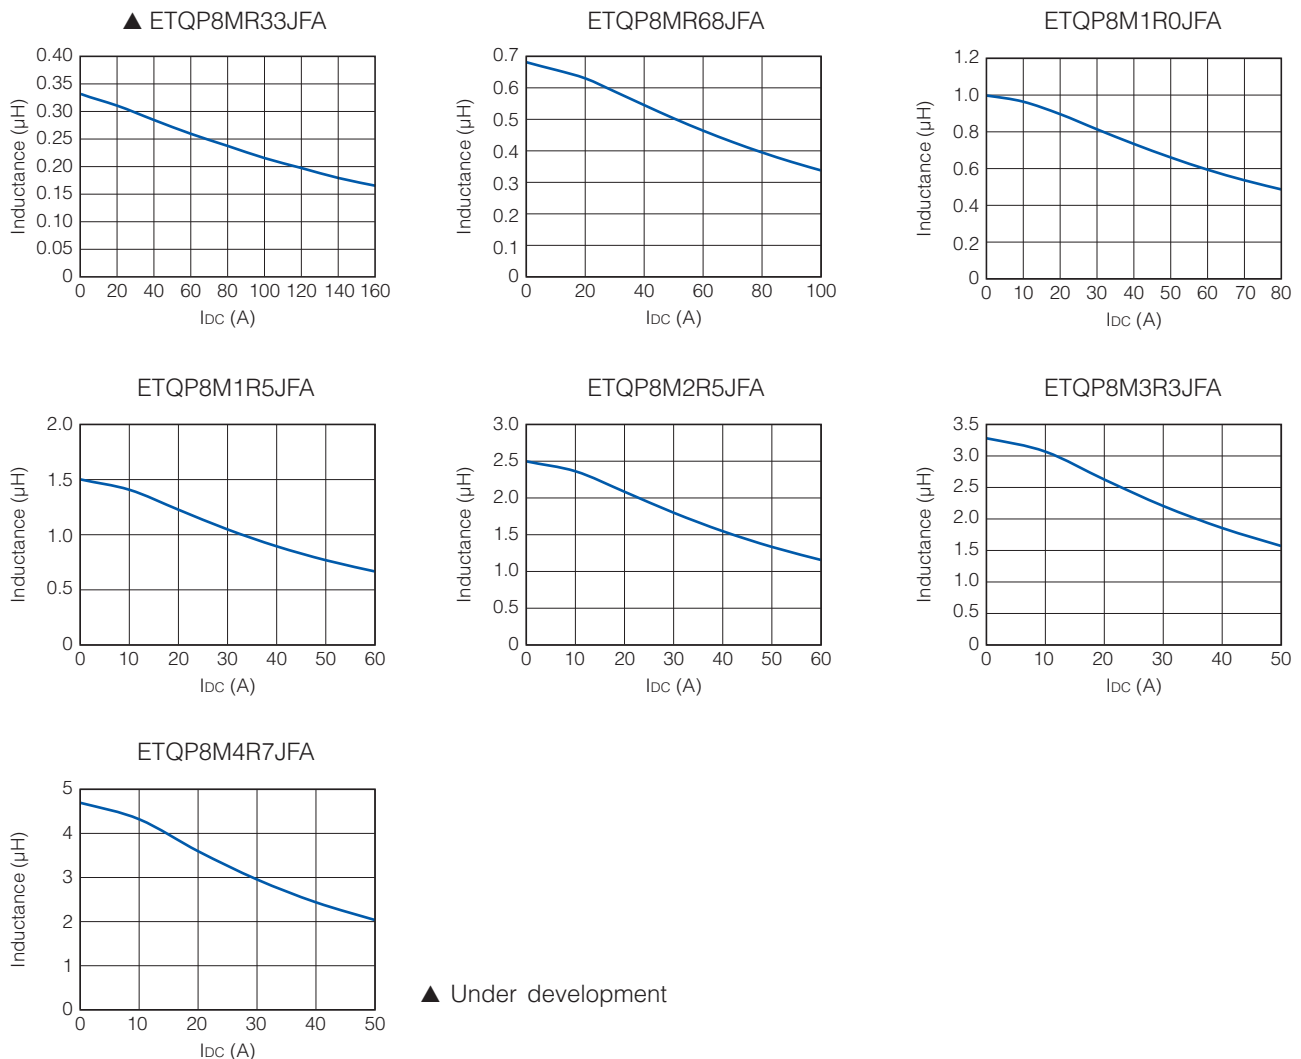 ▲ ETQP8MR33JFA
Inductance (µH)
0.40
0.35
0.30
0.25
0.20
0.15
0.10
0.05
0
0 20 40 60 80 100 120 140 160
IDC (A)
ETQP8MR68JFA
Inductance (µH)
0.7
0.6
0.5
0.4
0.3
0.2
0.1
0
0 20 40 60 80 100
IDC (A)
ETQP8M1R0JFA
Inductance (µH)
1.2
1.0
0.8
0.6
0.4
0.2
0
0 10 20 30 40 50 60 70 80
IDC (A)
ETQP8M1R5JFA
Inductance (µH)
2.0
1.5
1.0
0.5
0
0 10 20 30 40 50 60
IDC (A)
ETQP8M2R5JFA
Inductance (µH)
3.0
2.5
2.0
1.5
1.0
0.5
0
0 10 20 30 40 50 60
IDC (A)
ETQP8M3R3JFA
Inductance (µH)
3.5
3.0
2.5
2.0
1.5
1.0
0.5
0
0 10 20 30 40 50
IDC (A)
ETQP8M4R7JFA
Inductance (µH)
5
4
3
2
1
0
0 10 20 30 40 50
IDC (A)
▲ Under development